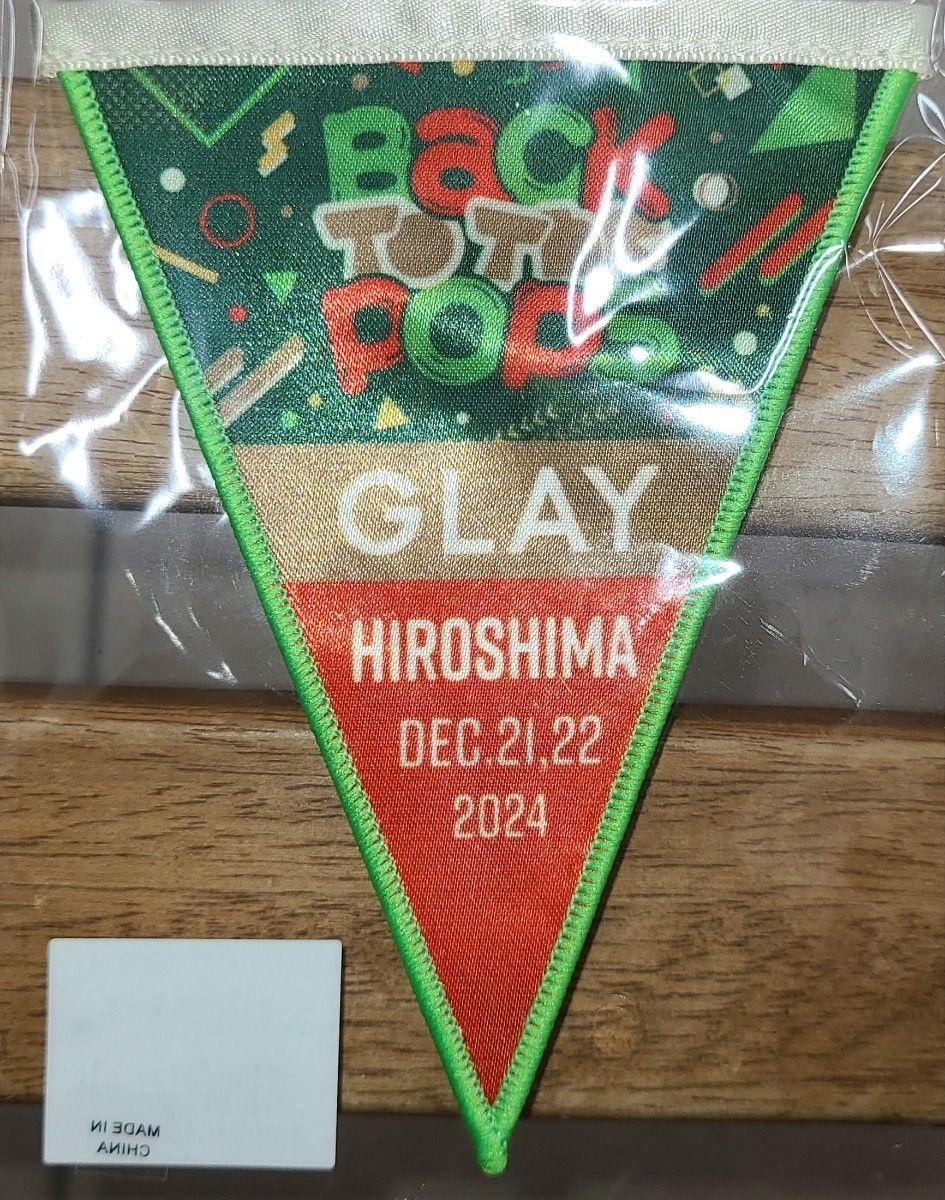 BacK
TO THE
POPS
GLAY
HIROSHIMA
DEC.21,22
2024
MADE IN
CHINA